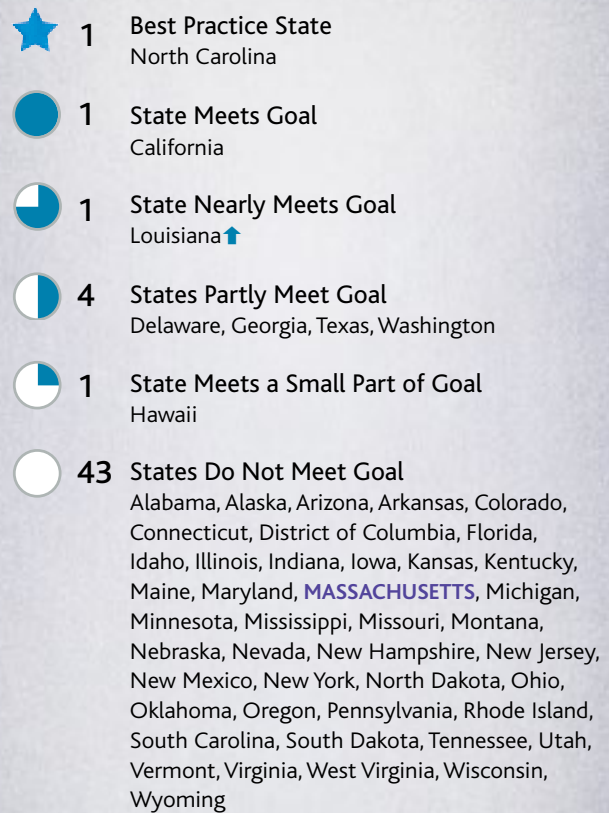 1 Best Practice State
North Carolina
1 State Meets Goal
California
1 State Nearly Meets Goal
Louisiana
4 States Partly Meet Goal
Delaware, Georgia, Texas, Washington
1 State Meets a Small Part of Goal
Hawaii
43 States Do Not Meet Goal
Alabama, Alaska, Arizona, Arkansas, Colorado,
Connecticut, District of Columbia, Florida,
Idaho, Illinois, Indiana, Iowa, Kansas, Kentucky,
Maine, Maryland, MASSACHUSETTS, Michigan,
Minnesota, Mississippi, Missouri, Montana,
Nebraska, Nevada, New Hampshire, New Jersey,
New Mexico, New York, North Dakota, Ohio,
Oklahoma, Oregon, Pennsylvania, Rhode Island,
South Carolina, South Dakota, Tennessee, Utah,
Vermont, Virginia, West Virginia, Wisconsin,
Wyoming